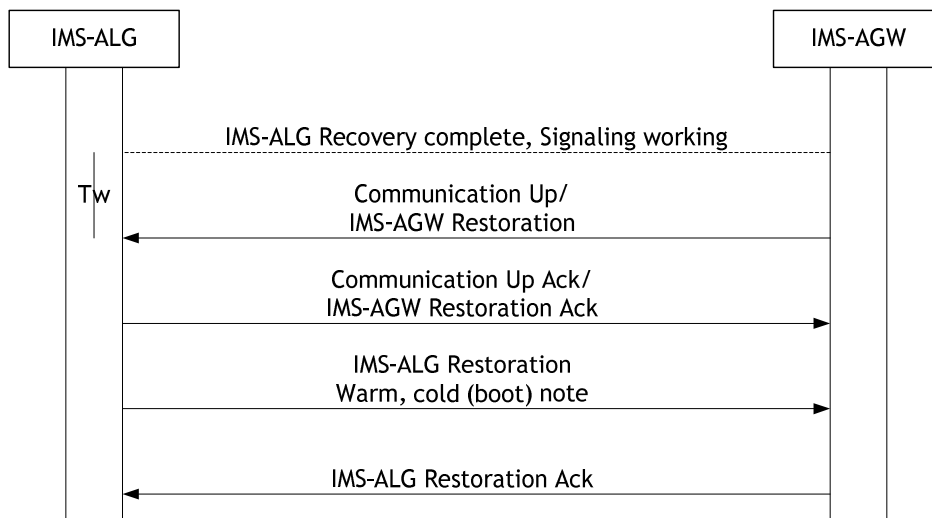 IMS-ALG
IMS-AGW
IMS-ALG Recovery complete, Signaling working
Tw
Communication Up/
IMS-AGW Restoration
Communication Up Ack/
IMS-AGW Restoration Ack
IMS-ALG Restoration
Warm, cold (boot) note
IMS-ALG Restoration Ack